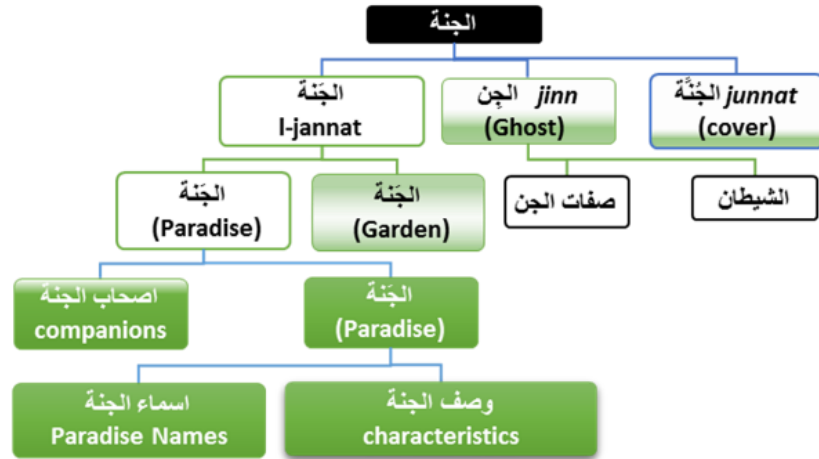 الجنة
الجَنة
l-jannat
الجِن jinn
(Ghost)
الجُنَّة junnat
(cover)
الجَنة
(Paradise)
الجَنة
(Garden)
صفات الجن
الشيطان
اصحاب الجنة
companions
الجَنة
(Paradise)
اسماء الجنة
Paradise Names
وصف الجنة
characteristics